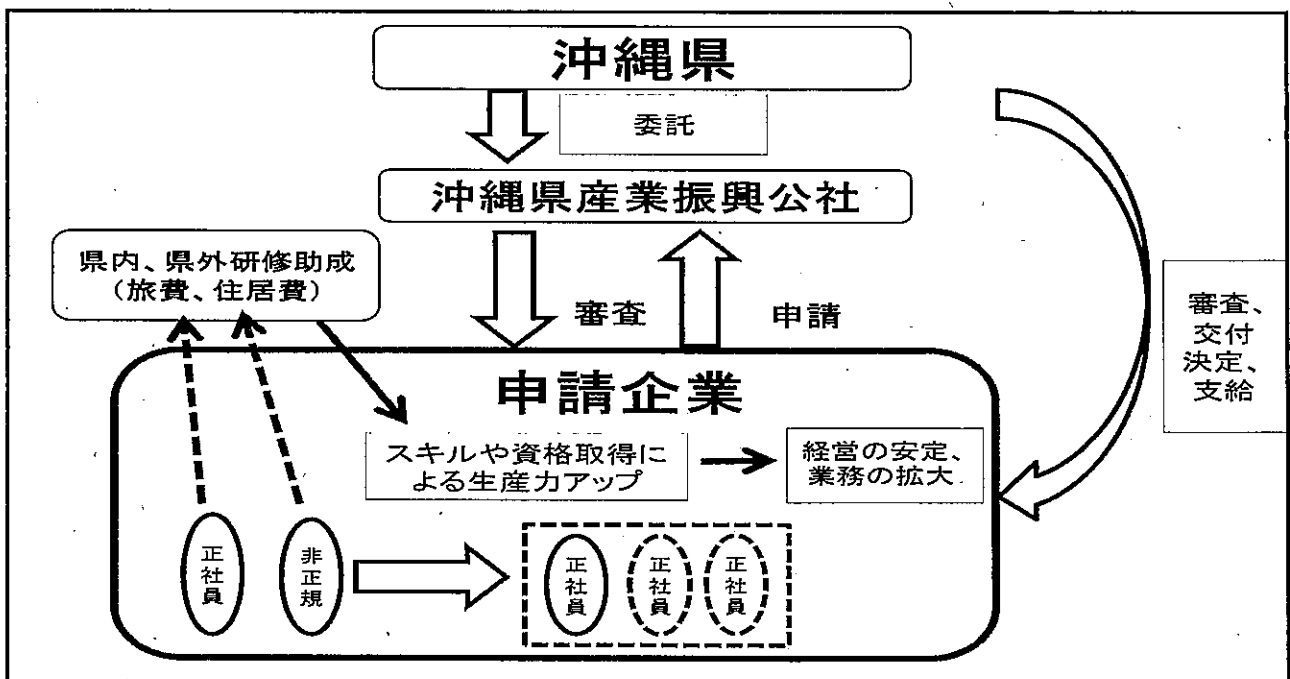 沖縄県
委託
沖縄県産業振興公社
県内、県外研修助成
（旅費、住居費）
審査
申請
審査、
交付
決定、
支給
申請企業
スキルや資格取得に
よる生産力アップ
経営の安定、
業務の拡大
正社員
非正規
正社員
正社員
正社員